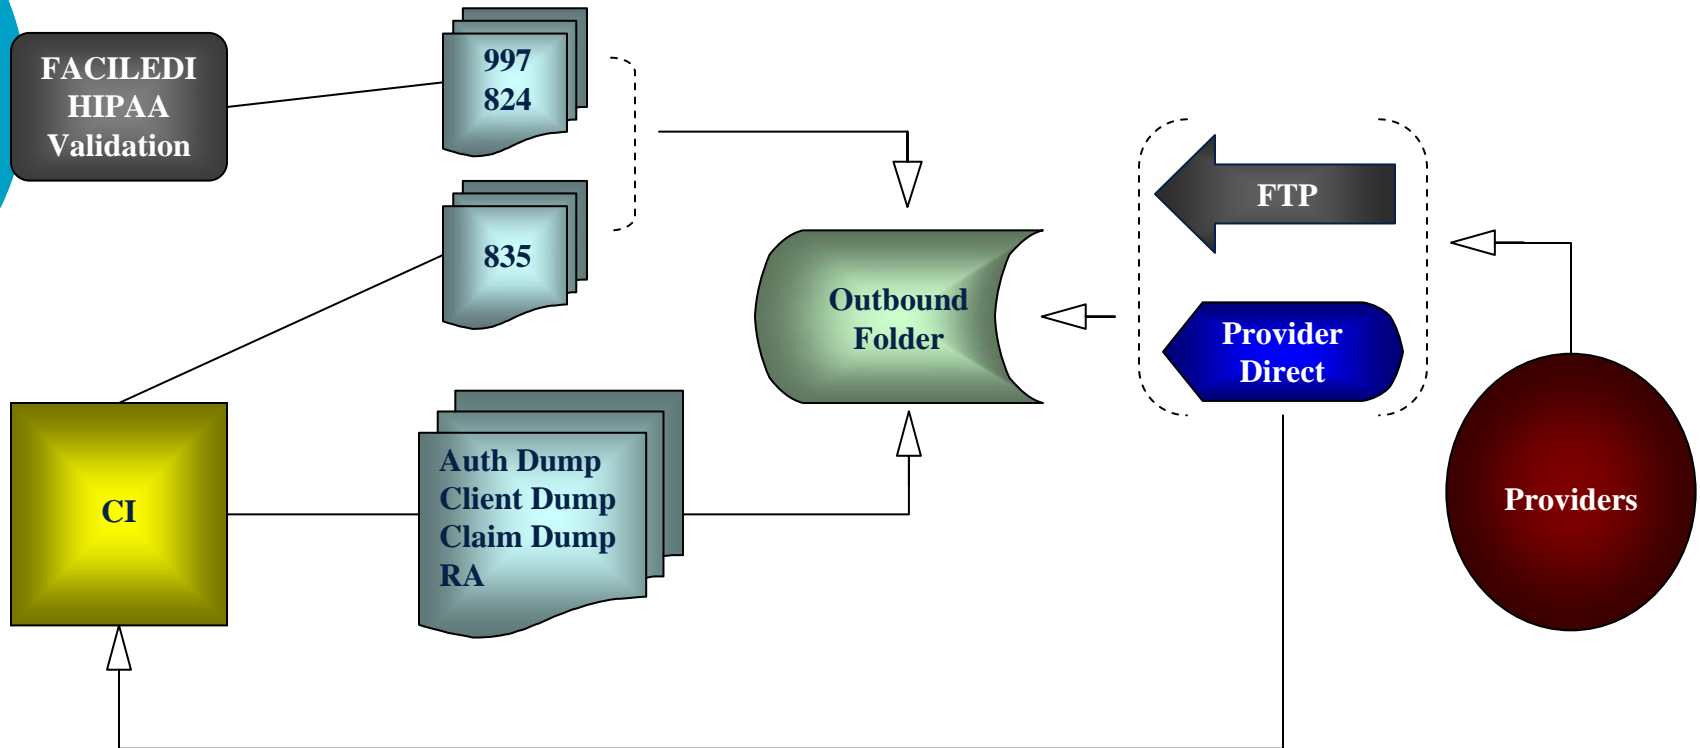 FACILEDI
HIPAA
Validation
997
824
835
FTP
Outbound
Folder
Provider
Direct
Auth Dump
Client Dump
Claim Dump
RA
CI
Providers